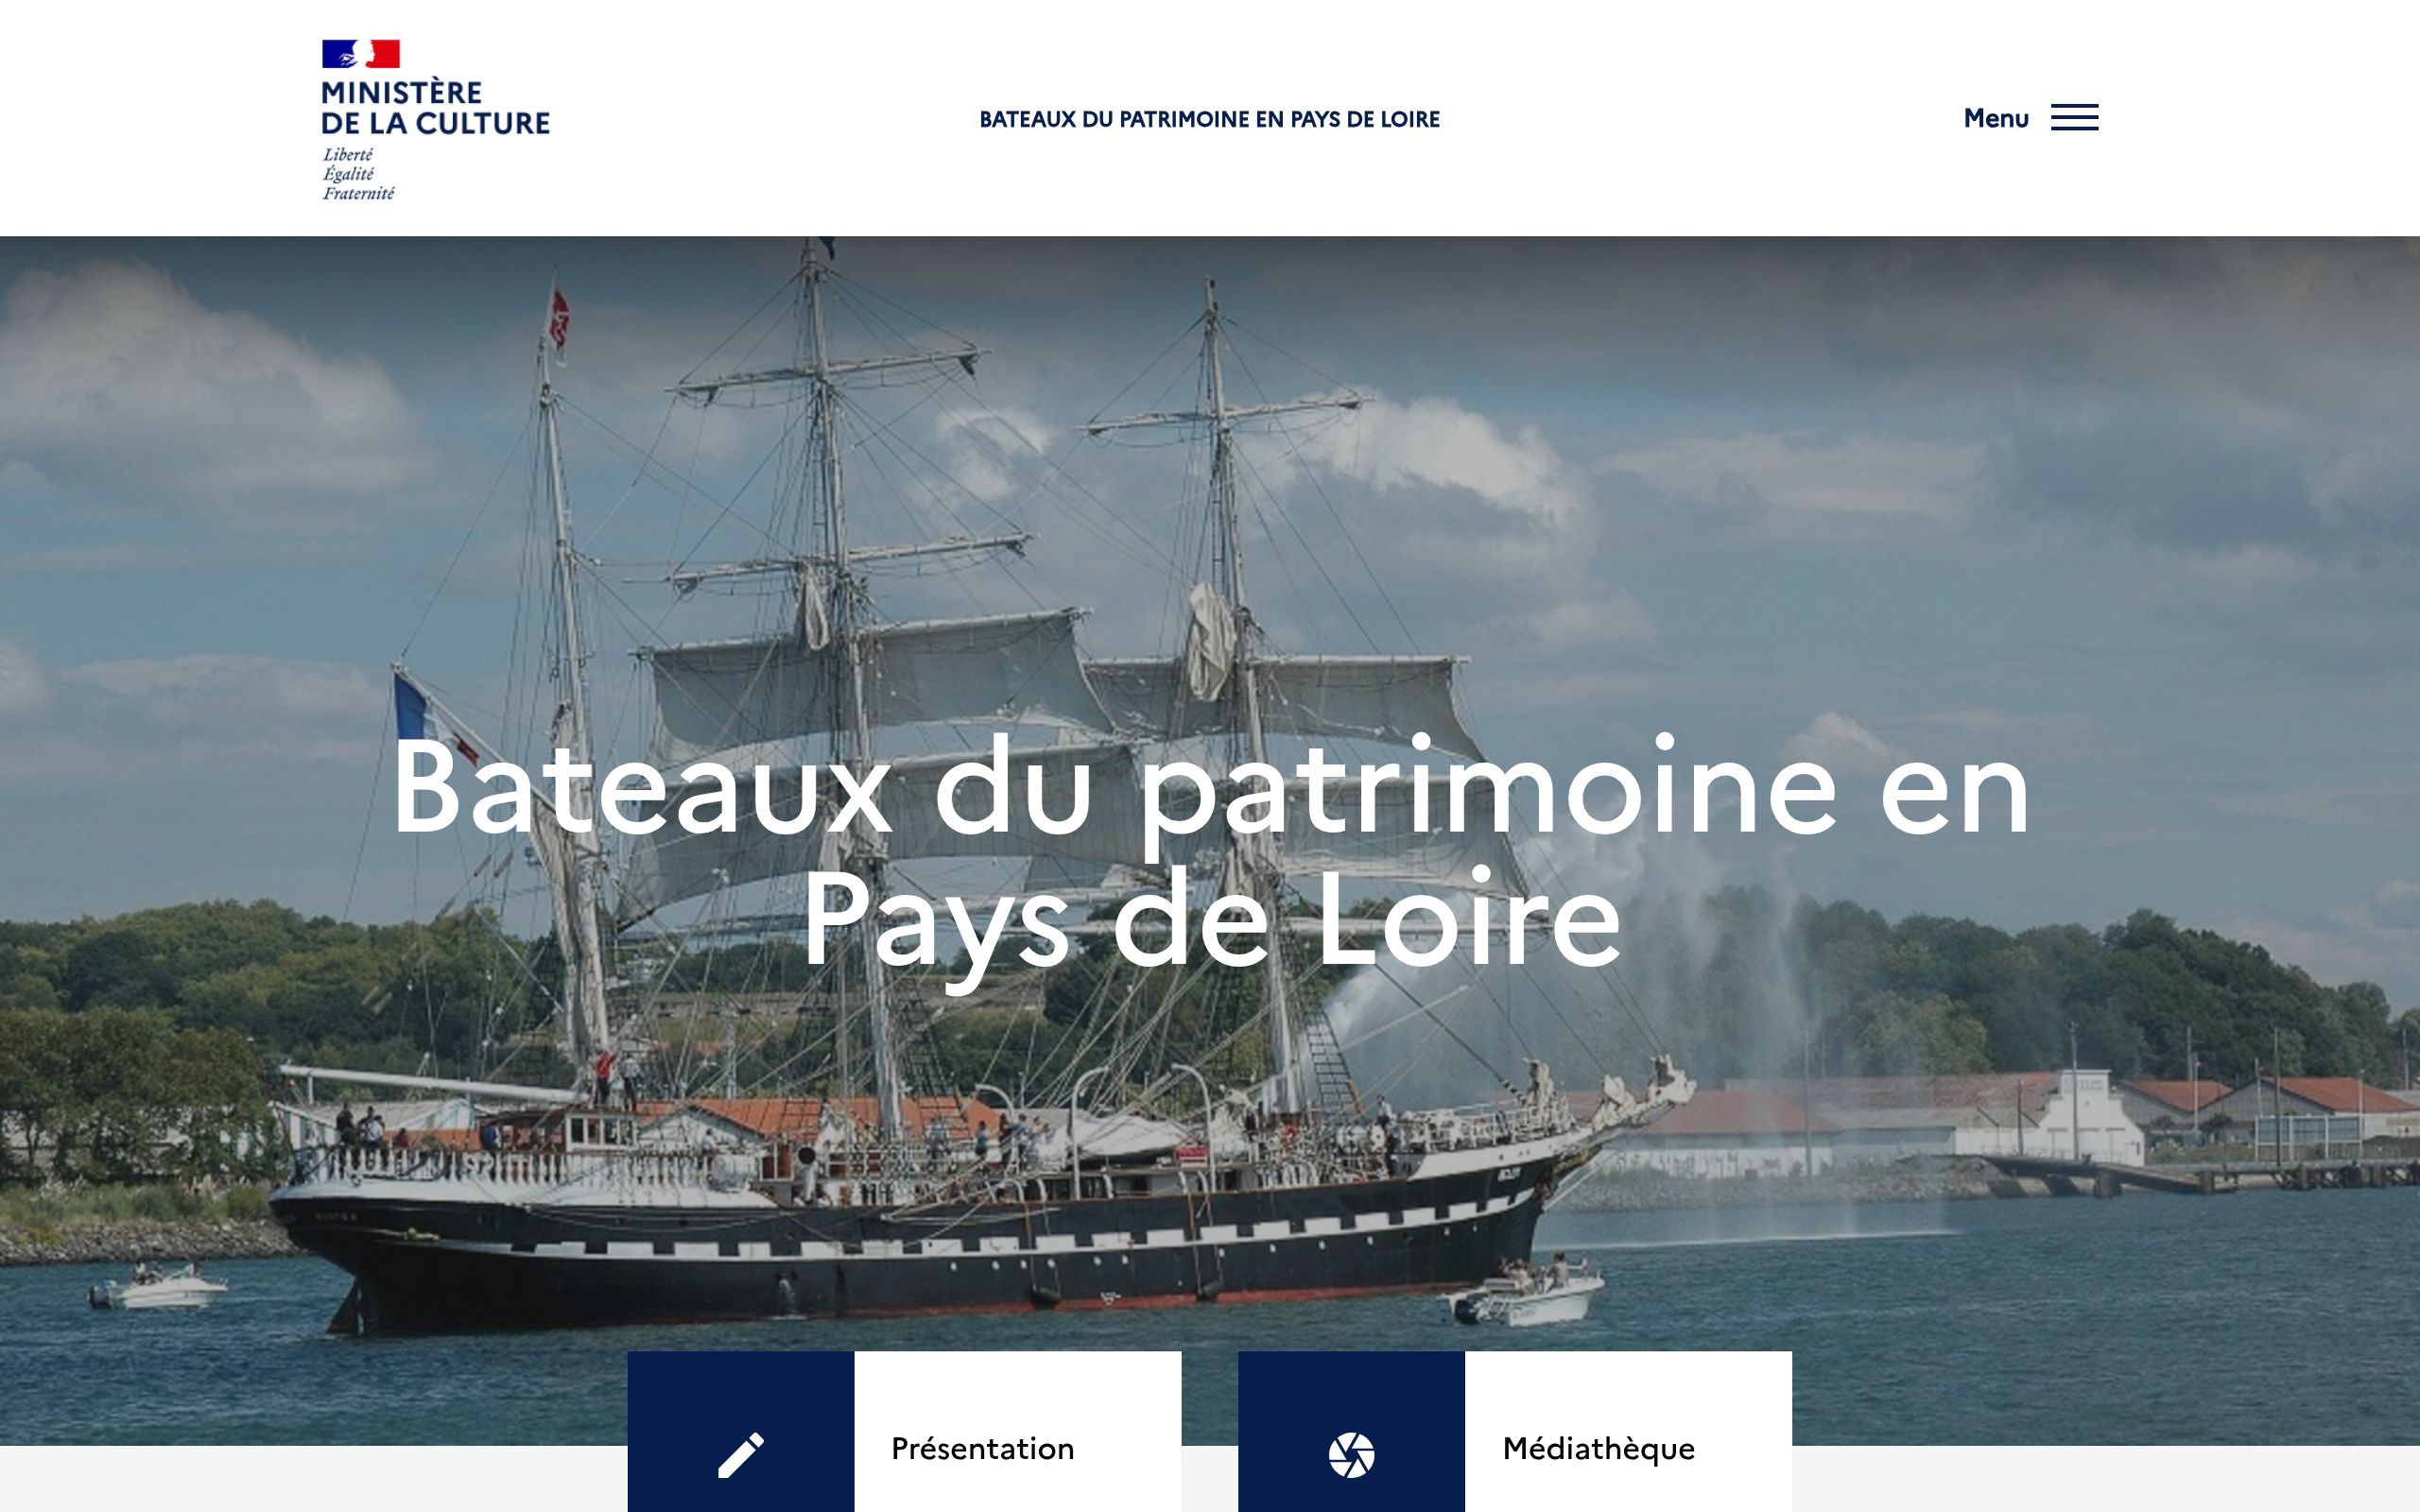 MINISTÈRE
DE LA CULTURE
Liberté
Égalité
Fraternité
BATEAUX DU PATRIMOINE EN PAYS DE LOIRE
Menu
Bateaux du patrimoine en
Pays de Loire
Présentation
Médiathèque